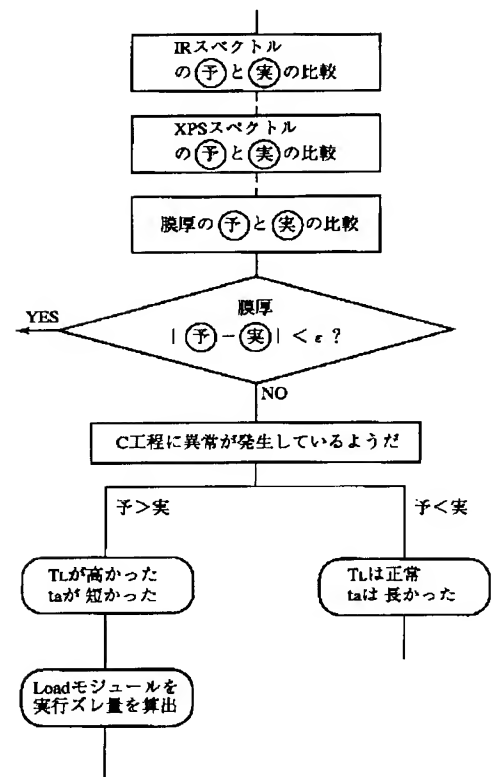 IRスペクトル
の予と実の比較
XPSスペクトル
の予と実の比較
膜厚の予と実の比較
YES
膜厚
|予-実|<ε?
NO
C工程に異常が発生しているようだ
予>実
予<実
TLが高かった
taが 短かった
TLは正常
taは 長かった
Loadモジュールを
実行ズレ量を算出